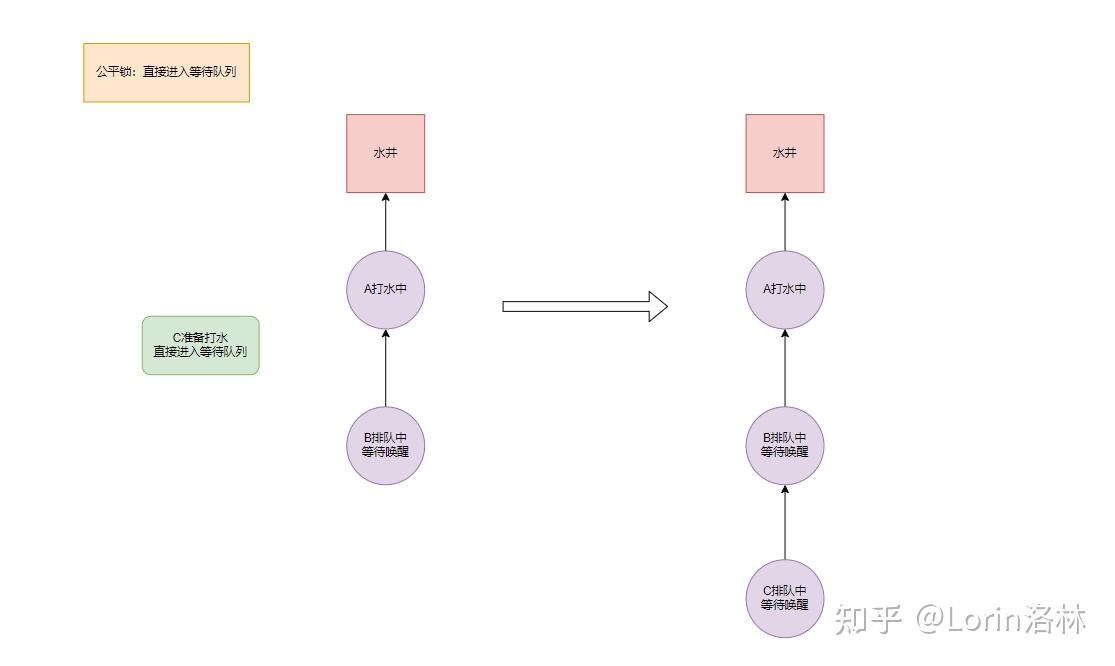 公平锁：直接进入等待队列
水井
水井
A打水中
A打水中
C准备打水
直接进入等待队列
B排队中
等待唤醒
B排队中
等待唤醒
C排队中
等待唤醒
知乎 @Lorin洛林